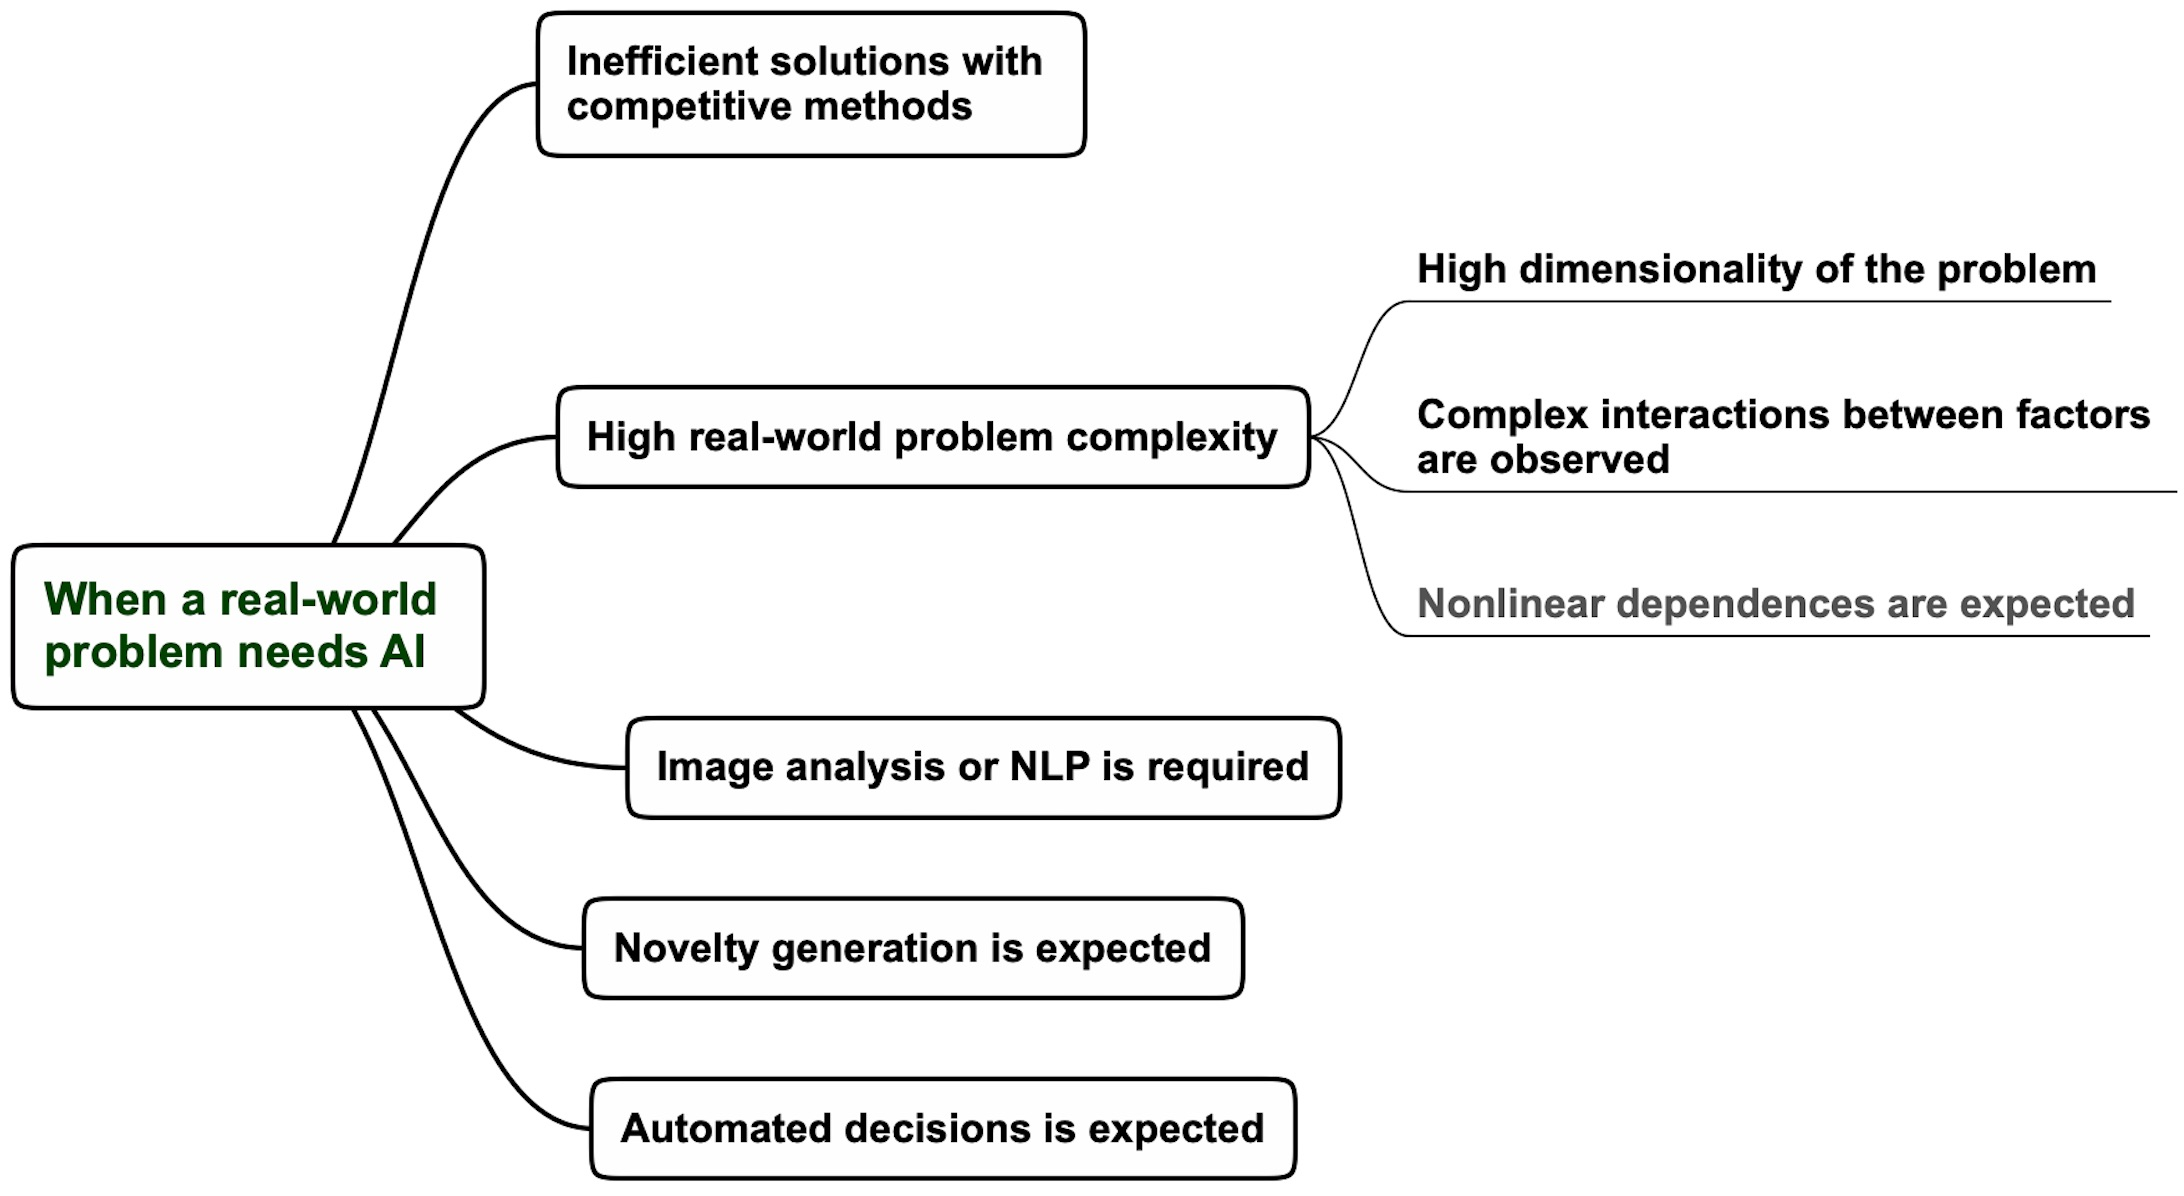 Inefficient solutions with
competitive methods
High dimensionality of the problem
Complex interactions between factors
are observed
High real-world problem complexity
Nonlinear dependences are expected
When a real-world
problem needs AI
Image analysis or NLP is required
Novelty generation is expected
Automated decisions is expected